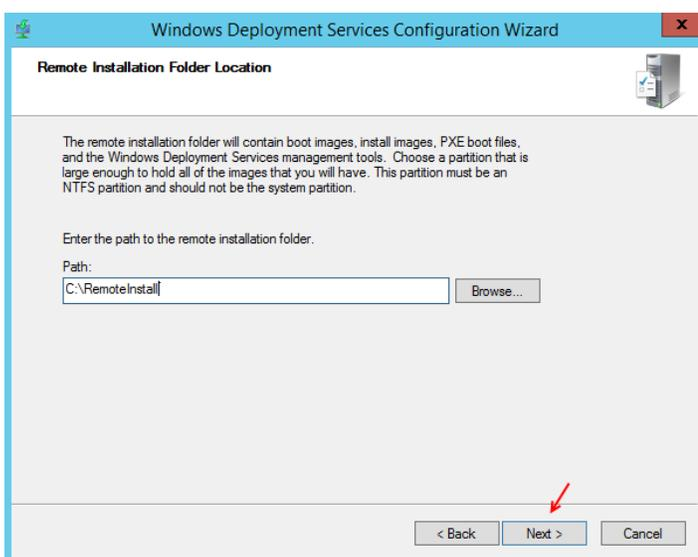 Windows Deployment Services Configuration Wizard
x
Remote Installation Folder Location
The remote installation folder will contain boot images, install images, PXE boot files,
and the Windows Deployment Services management tools. Choose a partition that is
large enough to hold all of the images that you will have. This partition must be an
NTFS partition and should not be the system partition.
Enter the path to the remote installation folder.
Path:
C:\RemoteInstall
Browse...
< Back
Next >
Cancel